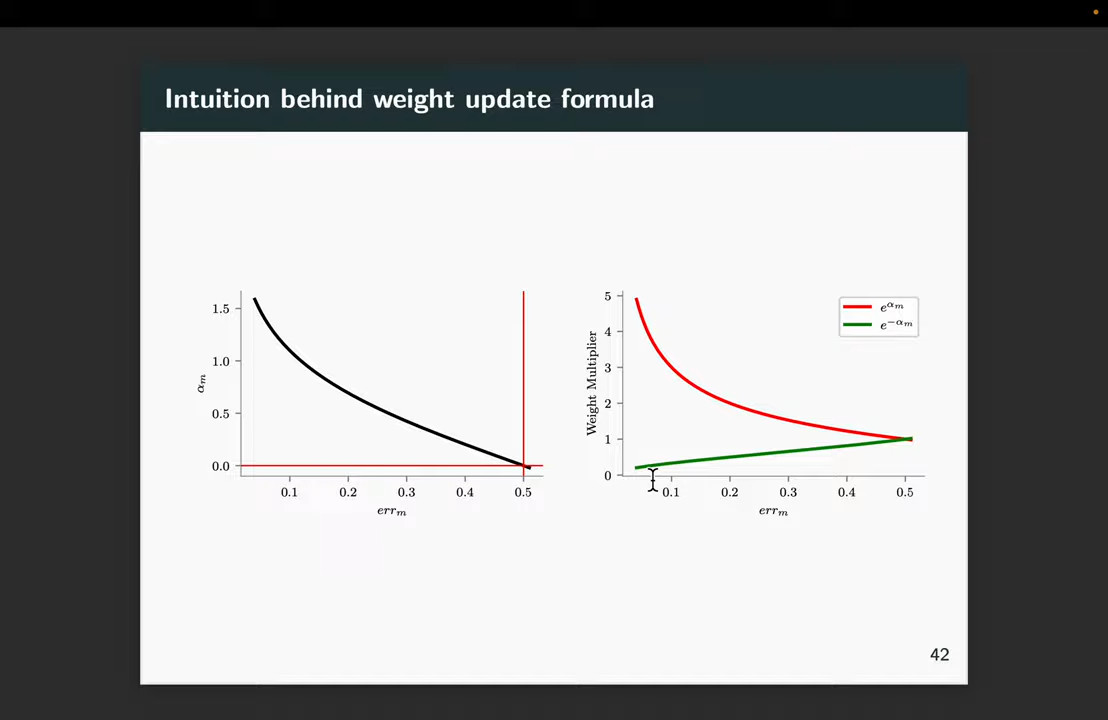 Intuition behind weight update formula
1.5
1.0
0.5
0.0
α_m
0.1 0.2 0.3 0.4 0.5
err_m
5
4
3
2
1
0
Weight Multiplier
e^{α_m}
e^{-α_m}
0.1 0.2 0.3 0.4 0.5
err_m
42